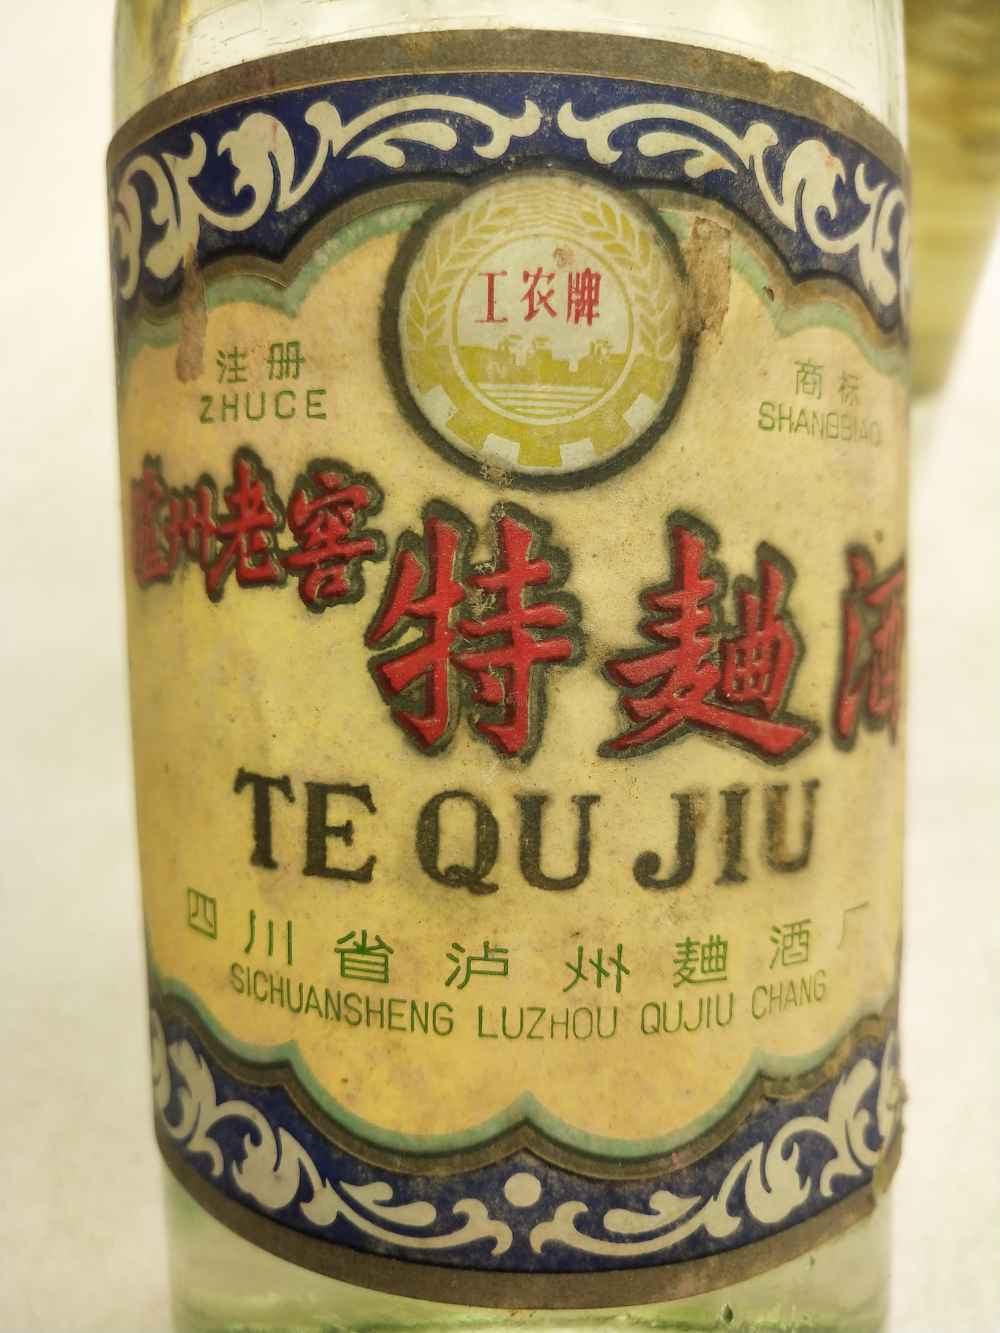 工农牌
注册
ZHUCE
商标
SHANGBIAO
泸州老窖
特麯酒
TE QU JIU
四川省泸州麯酒厂
SICHUANSHENG LUZHOU QUJIU CHANG